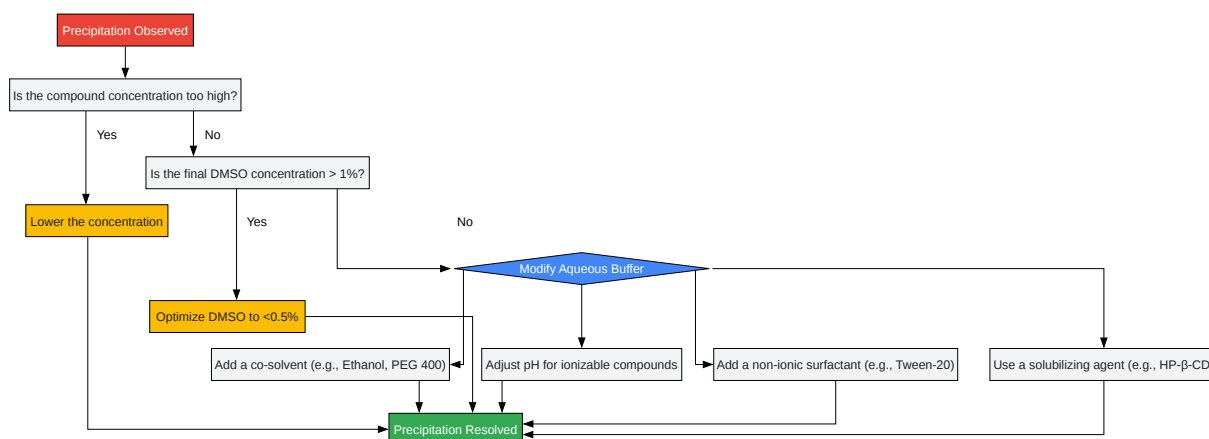 Precipitation Observed
Is the compound concentration too high?
Yes
No
Is the final DMSO concentration > 1%?
Lower the concentration
Yes
No
Modify Aqueous Buffer
Optimize DMSO to <0.5%
Add a co-solvent (e.g., Ethanol, PEG 400)
Adjust pH for ionizable compounds
Add a non-ionic surfactant (e.g., Tween-20)
Use a solubilizing agent (e.g., HP-β-CD
Precipitation Resolved